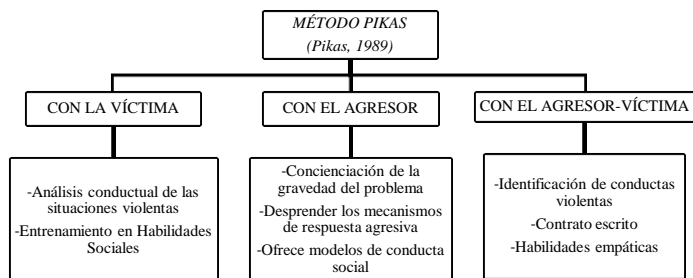 MÉTODO PIKAS
(Pikas, 1989)
CON LA VÍCTIMA
CON EL AGRESOR
CON EL AGRESOR-VÍCTIMA
-Análisis conductual de las
situaciones violentas
-Entrenamiento en Habilidades
Sociales
-Concienciación de la
gravedad del problema
-Desprender los mecanismos
de respuesta agresiva
-Ofrece modelos de conducta
social
-Identificación de conductas
violentas
-Contrato escrito
-Habilidades empáticas